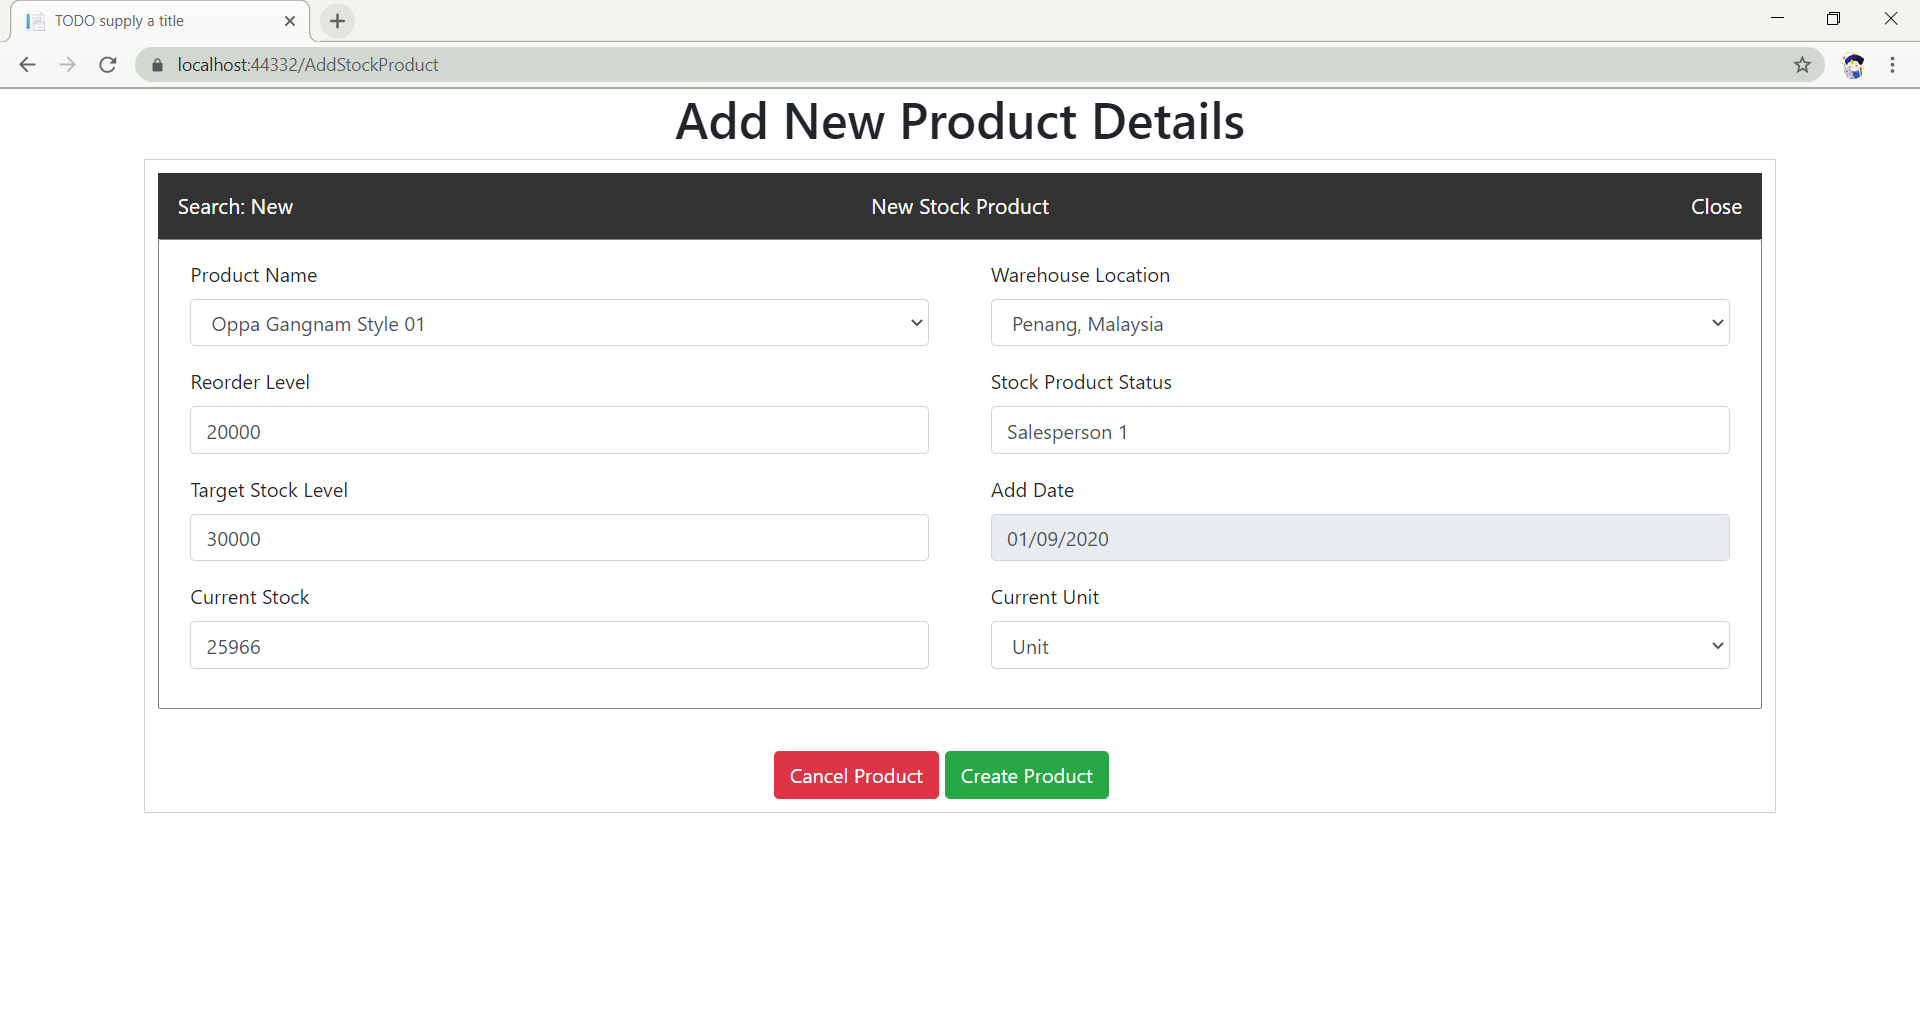 TODO supply a title
localhost:44332/AddStockProduct
Add New Product Details
Search: New New Stock Product Close
Product Name Warehouse Location
Oppa Gangnam Style 01 Penang, Malaysia
Reorder Level Stock Product Status
20000 Salesperson 1
Target Stock Level Add Date
30000 01/09/2020
Current Stock Current Unit
25966 Unit
Cancel Product Create Product